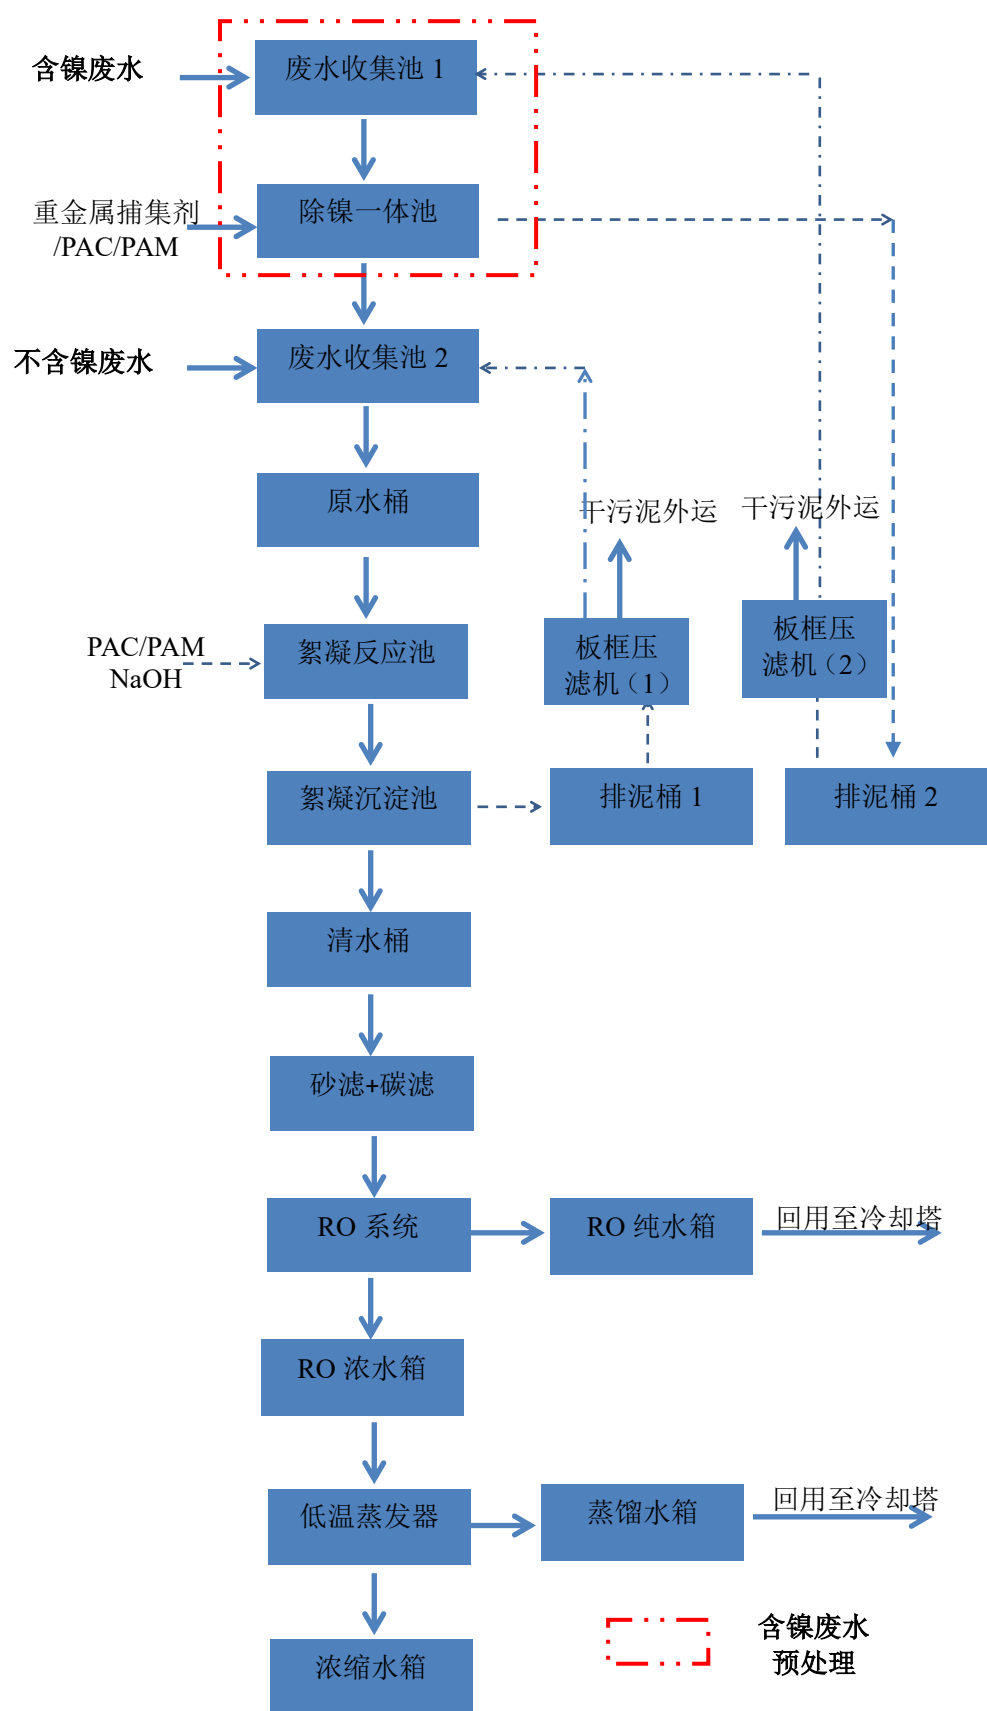 含镍废水
废水收集池 1
重金属捕集剂
/PAC/PAM
除镍一体池
不含镍废水
废水收集池 2
原水桶
干污泥外运
干污泥外运
PAC/PAM
NaOH
絮凝反应池
板框压
滤机（1）
板框压
滤机（2）
絮凝沉淀池
排泥桶 1
排泥桶 2
清水桶
砂滤+碳滤
RO 系统
RO 纯水箱
回用至冷却塔
RO 浓水箱
低温蒸发器
蒸馏水箱
回用至冷却塔
浓缩水箱
含镍废水
预处理